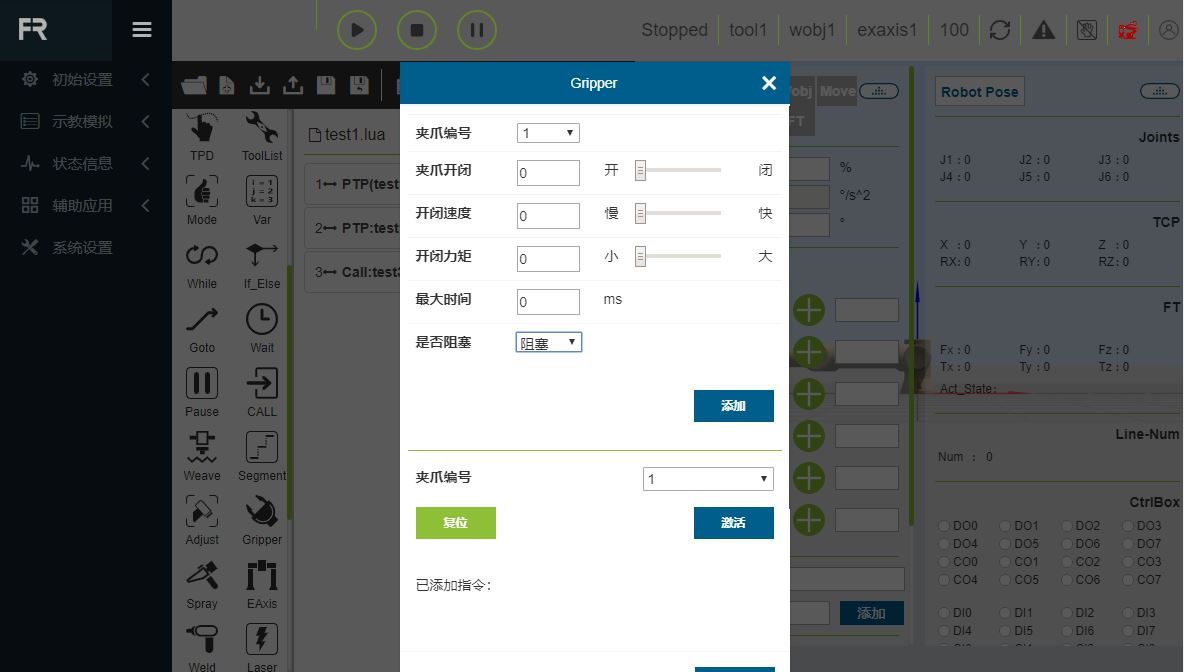 FR
Stopped tool1 wobj1 exaxis1 100
初始设置
示教模拟
状态信息
辅助应用
系统设置
TPD ToolList
Mode Var
While If_Else
Goto Wait
Pause CALL
Weave Segment
Adjust Gripper
Spray EAxis
Weld Laser
i = 1
j = 2
k = 3
test1.lua
1 PTP(test
2 PTP:test
3 Call:test3
Gripper
夹爪编号 1
夹爪开闭 0 开 闭
开闭速度 0 慢 快
开闭力矩 0 小 大
最大时间 0 ms
是否阻塞 阻塞
添加
夹爪编号 1
复位 激活
已添加指令：
obj Move
FT
%
°/s^2
°
添加
Robot Pose
Joints
J1 : 0 J2 : 0 J3 : 0
J4 : 0 J5 : 0 J6 : 0
TCP
X : 0 Y : 0 Z : 0
RX: 0 RY: 0 RZ: 0
FT
Fx : 0 Fy : 0 Fz : 0
Tx : 0 Ty : 0 Tz : 0
Act_State:
Line-Num
Num : 0
CtrlBox
DO0 DO1 DO2 DO3
DO4 DO5 DO6 DO7
CO0 CO1 CO2 CO3
CO4 CO5 CO6 CO7
DI0 DI1 DI2 DI3
DI4 DI5 DI6 DI7